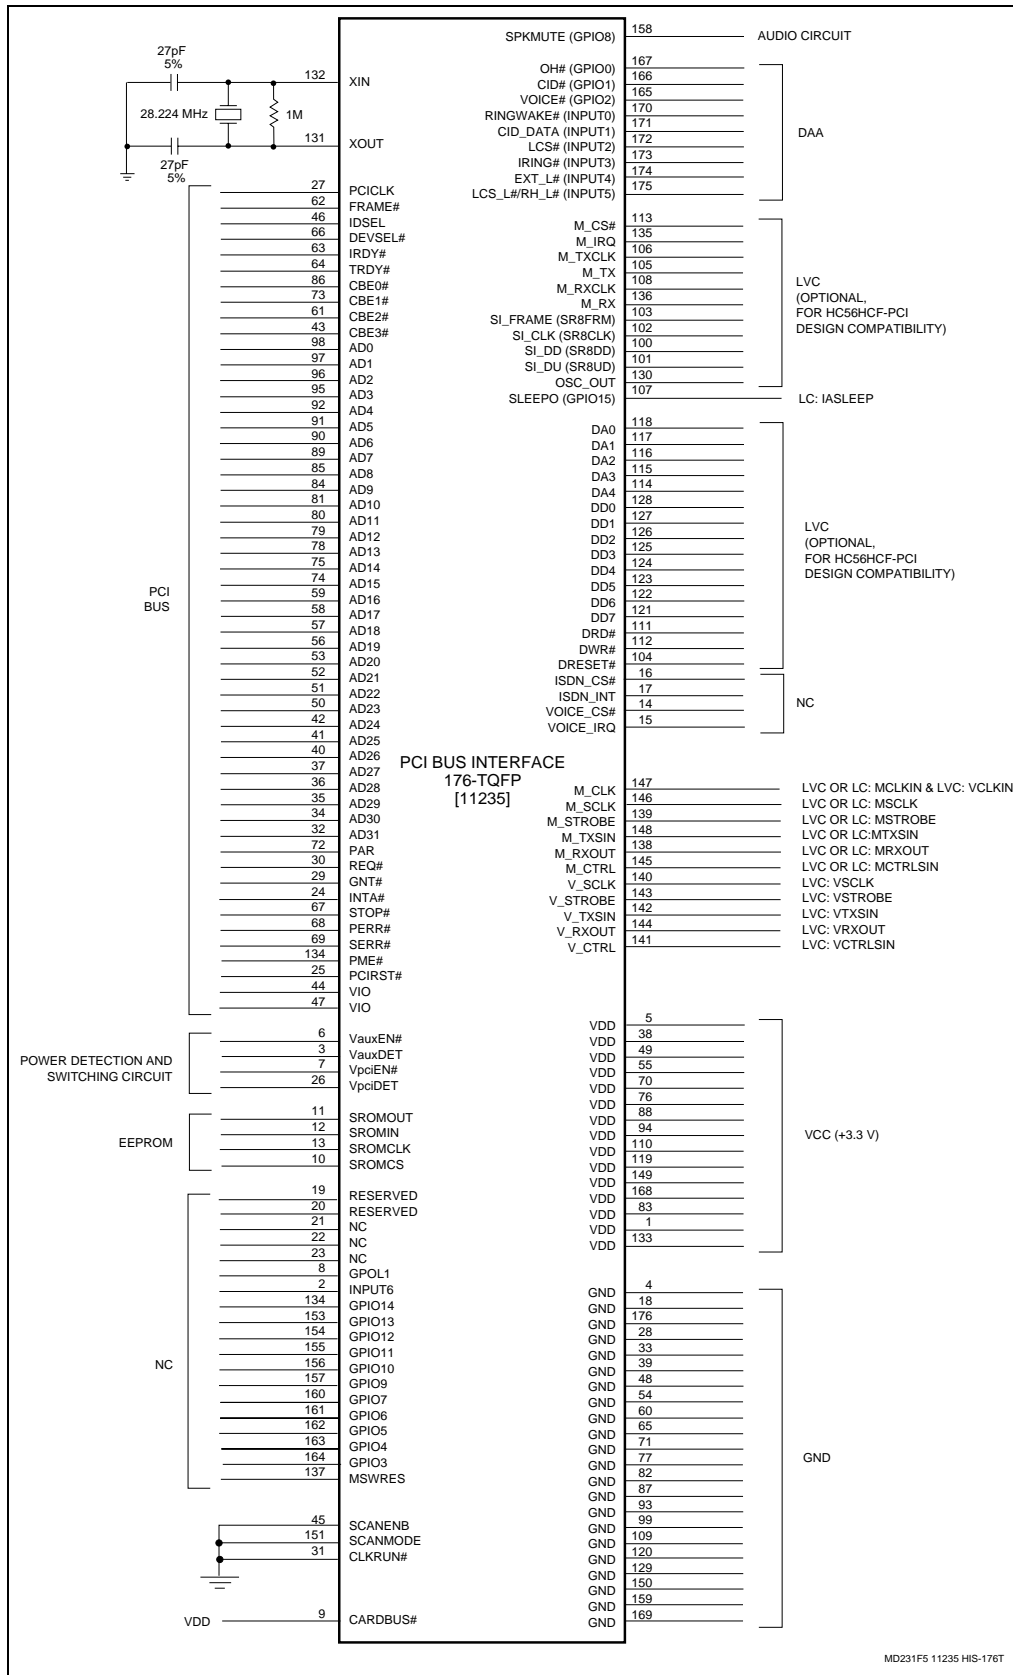 SPKMUTE (GPIO8) 158 AUDIO CIRCUIT
27pF
5%
132 XIN
28.224 MHz 1M
131 XOUT
27pF
5%
OH# (GPIO0) 167
CID# (GPIO1) 166
VOICE# (GPIO2) 165
RINGWAKE# (INPUT0) 170
CID_DATA (INPUT1) 171
LCS# (INPUT2) 172
IRING# (INPUT3) 173
EXT_L# (INPUT4) 174
LCS_L#/RH_L# (INPUT5) 175
DAA
27 PCICLK
62 FRAME#
46 IDSEL
66 DEVSEL#
63 IRDY#
64 TRDY#
86 CBE0#
73 CBE1#
61 CBE2#
43 CBE3#
98 AD0
97 AD1
96 AD2
95 AD3
92 AD4
91 AD5
90 AD6
89 AD7
85 AD8
84 AD9
81 AD10
80 AD11
79 AD12
78 AD13
75 AD14
74 AD15
59 AD16
58 AD17
57 AD18
56 AD19
53 AD20
52 AD21
51 AD22
50 AD23
42 AD24
41 AD25
40 AD26
37 AD27
36 AD28
35 AD29
34 AD30
32 AD31
72 PAR
30 REQ#
29 GNT#
24 INTA#
67 STOP#
68 PERR#
69 SERR#
134 PME#
25 PCIRST#
44 VIO
47 VIO
PCI
BUS
M_CS# 113
M_IRQ 135
M_TXCLK 106
M_TX 105
M_RXCLK 108
M_RX 136
SI_FRAME (SR8FRM) 103
SI_CLK (SR8CLK) 102
SI_DD (SR8DD) 100
SI_DU (SR8UD) 101
OSC_OUT 130
LVC
(OPTIONAL,
FOR HC56HCF-PCI
DESIGN COMPATIBILITY)
SLEEPO (GPIO15) 107 LC: IASLEEP
DA0 118
DA1 117
DA2 116
DA3 115
DA4 114
DD0 128
DD1 127
DD2 126
DD3 125
DD4 124
DD5 123
DD6 122
DD7 121
DRD# 111
DWR# 112
DRESET# 104
LVC
(OPTIONAL,
FOR HC56HCF-PCI
DESIGN COMPATIBILITY)
ISDN_CS# 16
ISDN_INT 17
VOICE_CS# 14
VOICE_IRQ 15
NC
PCI BUS INTERFACE
176-TQFP
[11235]
M_CLK 147 LVC OR LC: MCLKIN & LVC: VCLKIN
M_SCLK 146 LVC OR LC: MSCLK
M_STROBE 139 LVC OR LC: MSTROBE
M_TXSIN 148 LVC OR LC:MTXSIN
M_RXOUT 138 LVC OR LC: MRXOUT
M_CTRL 145 LVC OR LC: MCTRLSIN
V_SCLK 140 LVC: VSCLK
V_STROBE 143 LVC: VSTROBE
V_TXSIN 142 LVC: VTXSIN
V_RXOUT 144 LVC: VRXOUT
V_CTRL 141 LVC: VCTRLSIN
6 VauxEN#
3 VauxDET
7 VpciEN#
26 VpciDET
POWER DETECTION AND
SWITCHING CIRCUIT
11 SROMOUT
12 SROMIN
13 SROMCLK
10 SROMCS
EEPROM
19 RESERVED
20 RESERVED
21 NC
22 NC
23 NC
8 GPOL1
2 INPUT6
134 GPIO14
153 GPIO13
154 GPIO12
155 GPIO11
156 GPIO10
157 GPIO9
160 GPIO7
161 GPIO6
162 GPIO5
163 GPIO4
164 GPIO3
137 MSWRES
NC
45 SCANENB
151 SCANMODE
31 CLKRUN#
VDD 9 CARDBUS#
VDD 5
VDD 38
VDD 49
VDD 55
VDD 70
VDD 76
VDD 88
VDD 94
VDD 110
VDD 119
VDD 149
VDD 168
VDD 83
VDD 1
VDD 133
VCC (+3.3 V)
GND 4
GND 18
GND 176
GND 28
GND 33
GND 39
GND 48
GND 54
GND 60
GND 65
GND 71
GND 77
GND 82
GND 87
GND 93
GND 99
GND 109
GND 120
GND 129
GND 150
GND 159
GND 169
GND
MD231F5 11235 HIS-176T